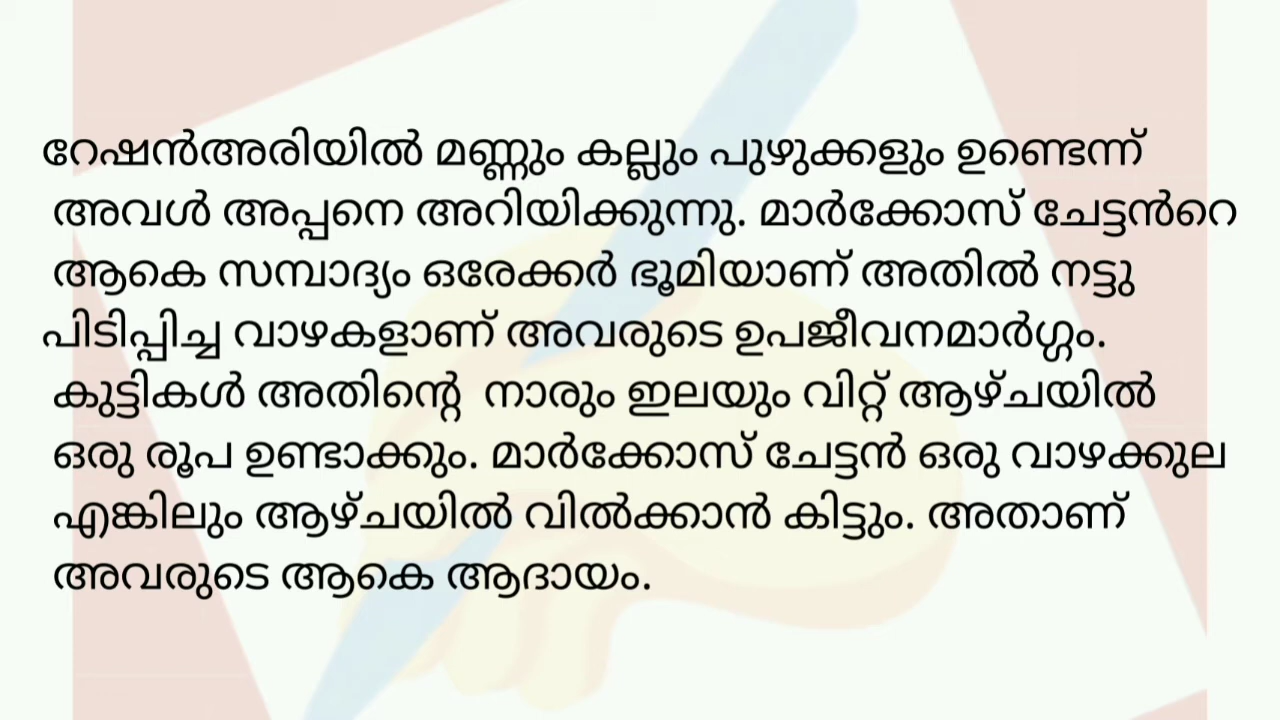 റേഷൻഅരിയിൽ മണ്ണും കല്ലും പുഴുക്കളും ഉണ്ടെന്ന്
അവൾ അപ്പനെ അറിയിക്കുന്നു. മാർക്കോസ് ചേട്ടൻറെ
ആകെ സമ്പാദ്യം ഒരേക്കർ ഭൂമിയാണ് അതിൽ നട്ടു
പിടിപ്പിച്ച വാഴകളാണ് അവരുടെ ഉപജീവനമാർഗ്ഗം.
കുട്ടികൾ അതിന്റെ നാരും ഇലയും വിറ്റ് ആഴ്ചയിൽ
ഒരു രൂപ ഉണ്ടാക്കും. മാർക്കോസ് ചേട്ടൻ ഒരു വാഴക്കുല
എങ്കിലും ആഴ്ചയിൽ വിൽക്കാൻ കിട്ടും. അതാണ്
അവരുടെ ആകെ ആദായം.